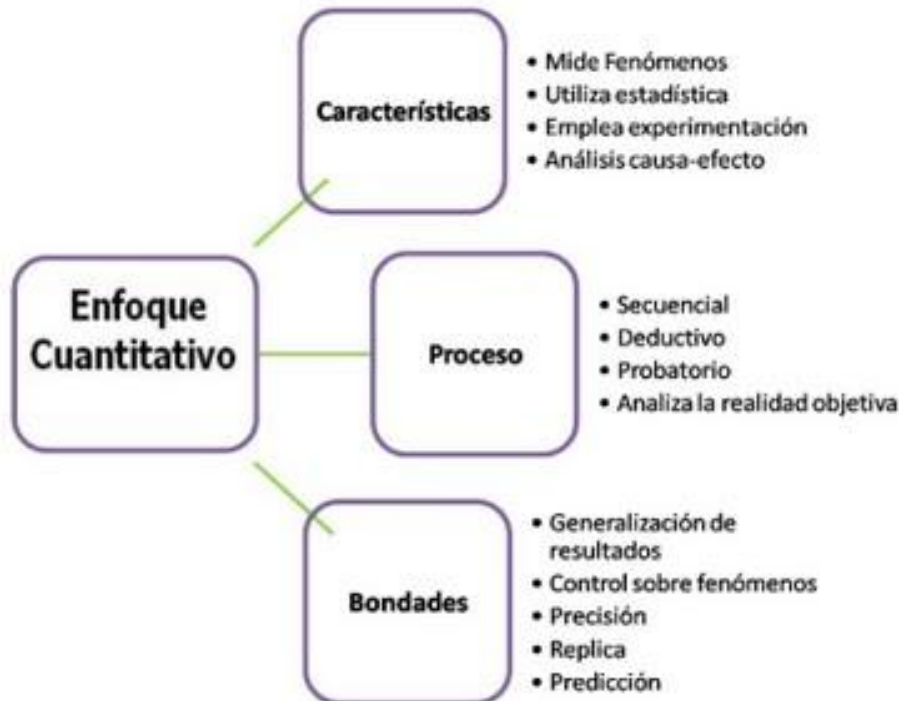 Características
• Mide Fenómenos
• Utiliza estadística
• Emplea experimentación
• Análisis causa-efecto
Enfoque
Cuantitativo
Proceso
• Secuencial
• Deductivo
• Probatorio
• Analiza la realidad objetiva
Bondades
• Generalización de
resultados
• Control sobre fenómenos
• Precisión
• Replica
• Predicción